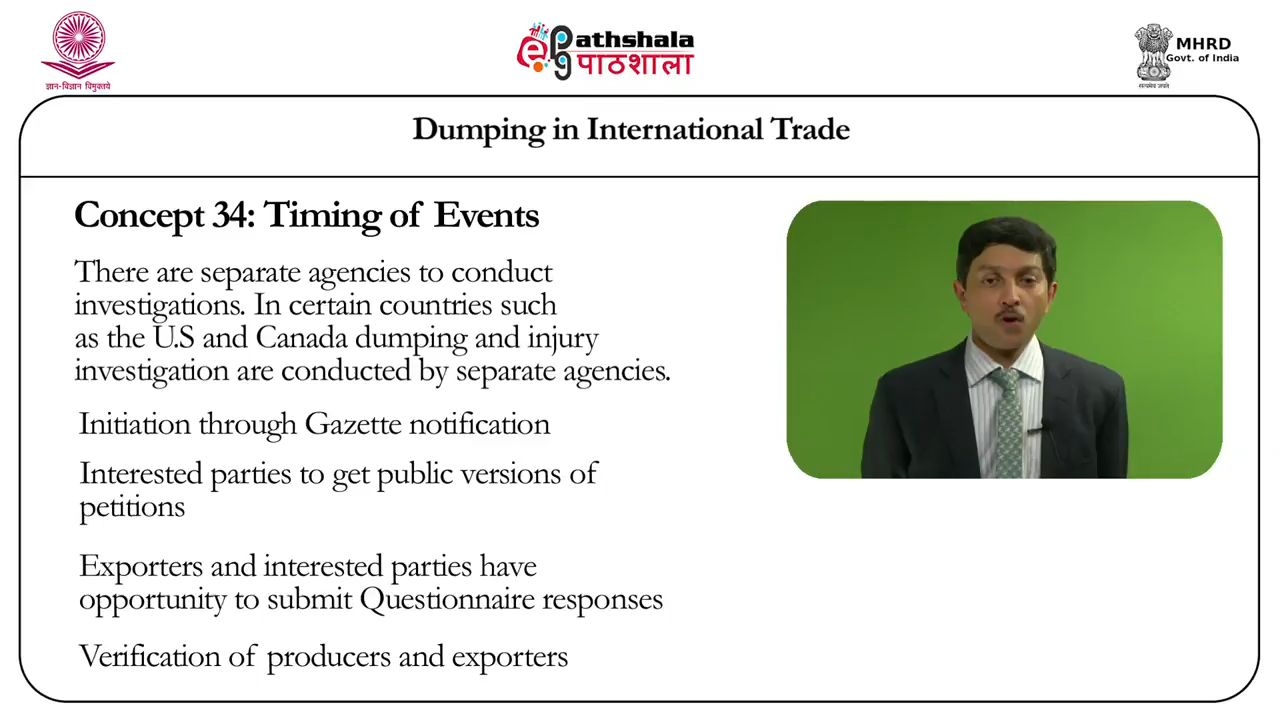 ज्ञान-विज्ञान विमुक्तये
ePathshala
पाठशाला
MHRD
Govt. of India
सत्यमेव जयते
Dumping in International Trade
Concept 34: Timing of Events
There are separate agencies to conduct
investigations. In certain countries such
as the U.S and Canada dumping and injury
investigation are conducted by separate agencies.
Initiation through Gazette notification
Interested parties to get public versions of
petitions
Exporters and interested parties have
opportunity to submit Questionnaire responses
Verification of producers and exporters